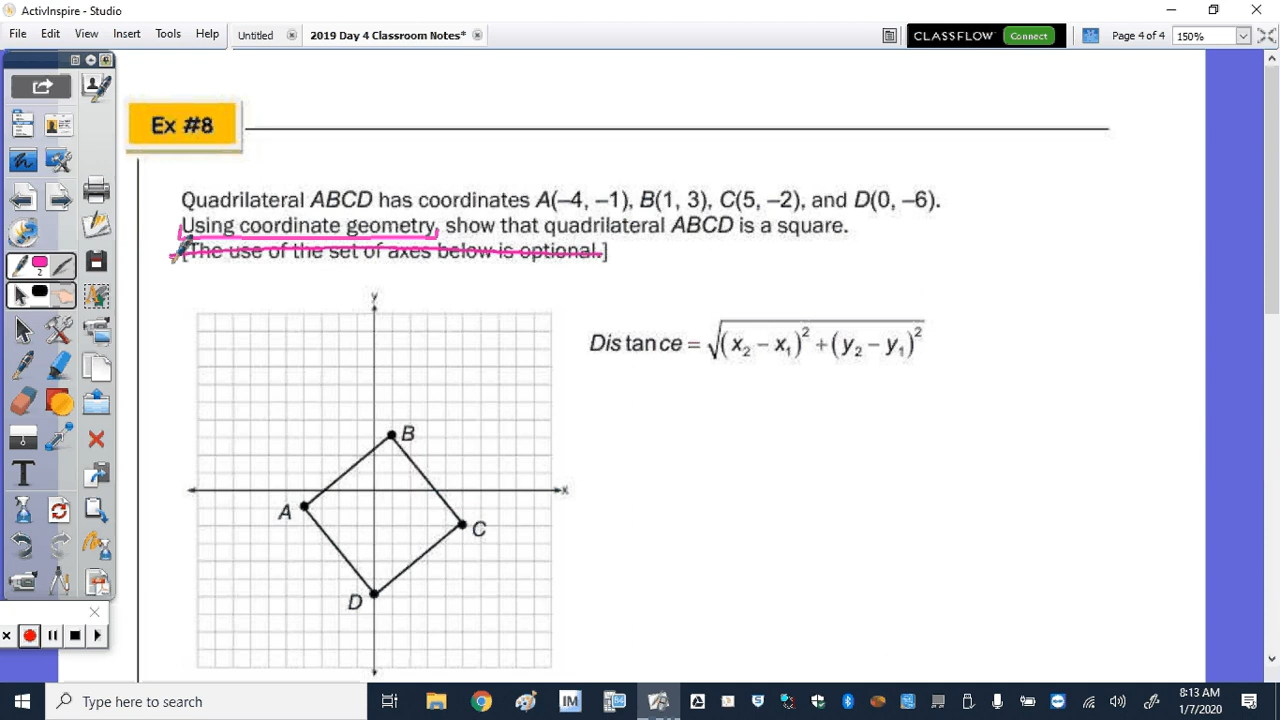 ActivInspire - Studio
File Edit View Insert Tools Help
Untitled
2019 Day 4 Classroom Notes*
CLASSFLOW Connect
Page 4 of 4
150%
Ex #8
Quadrilateral ABCD has coordinates A(–4, –1), B(1, 3), C(5, –2), and D(0, –6).
Using coordinate geometry, show that quadrilateral ABCD is a square.
[The use of the set of axes below is optional.]
Distance = √(x₂ – x₁)² + (y₂ – y₁)²
y
B
x
A
C
D
2
T
IM
Type here to search
8:13 AM
1/7/2020